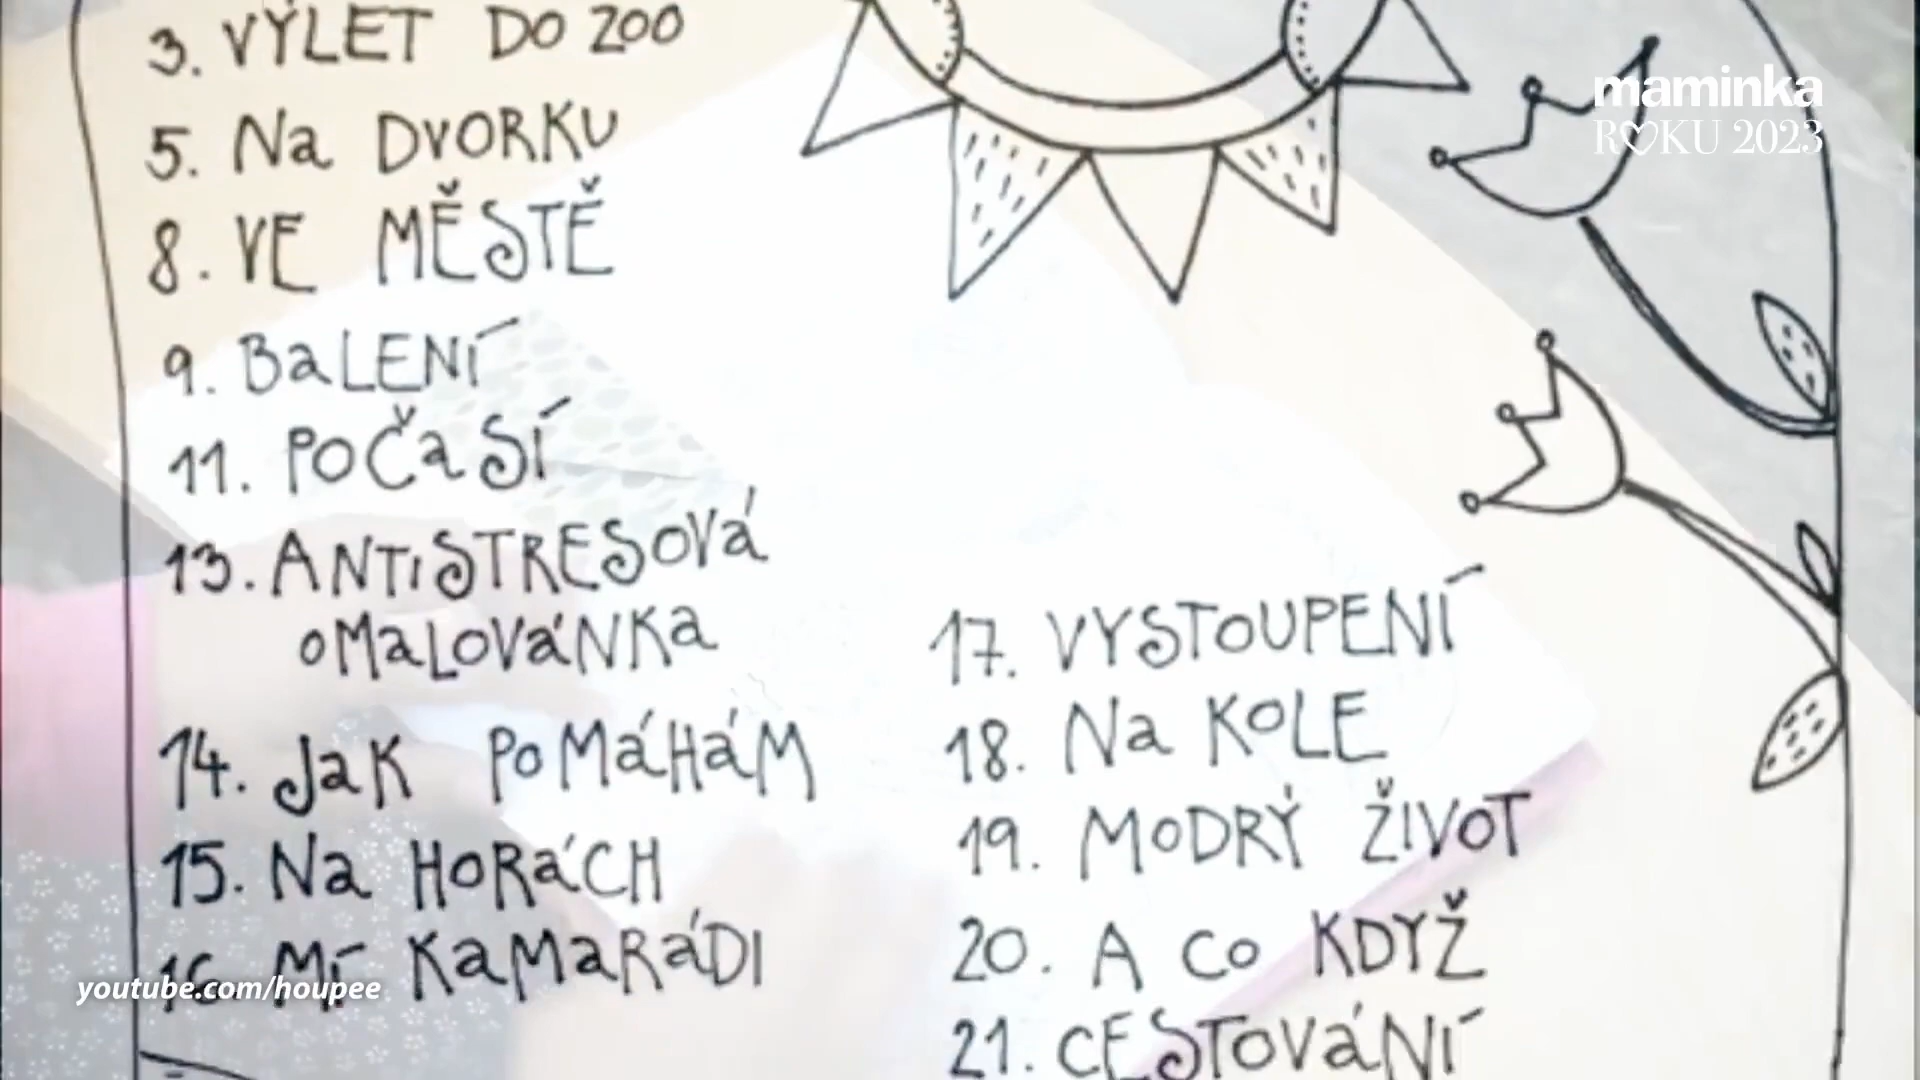 3. VÝLET DO ZOO
5. Na DVORKU
8. VE MĚSTĚ
9. BaLENÍ
11. POČaSÍ
13. ANTiSTRESOVá
oMaLOVáNKa
14. JaK PoMáHáM
15. Na HORáCH
16. Mí KaMaRáDI
17. VYSTOUPENÍ
18. Na KOLE
19. MODRÝ ŽIVOT
20. A Co KDYŽ
21. CESTOVáNÍ
maminka
ROKU 2023
youtube.com/houpee